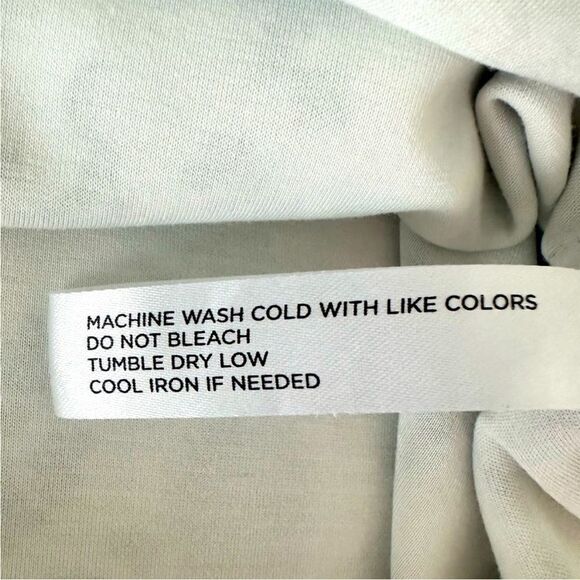 MACHINE WASH COLD WITH LIKE COLORS
DO NOT BLEACH
TUMBLE DRY LOW
COOL IRON IF NEEDED